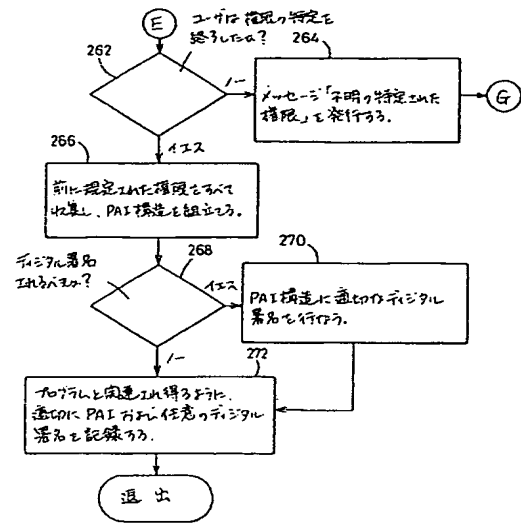 E
ユーザは権限の特定を
終了したか?
262
264
ノー
メッセージ「不明の特定された
権限」を発行する。
G
イエス
266
前に規定された権限をすべて
収集し、PAI構造を組立てる。
ディジタル署名
されるべきか?
268
イエス
270
PAI構造に適切なディジタル
署名を行なう。
ノー
272
プログラムと関連され得るように、
適切にPAIおよび任意のディジタル
署名を記録する。
退出